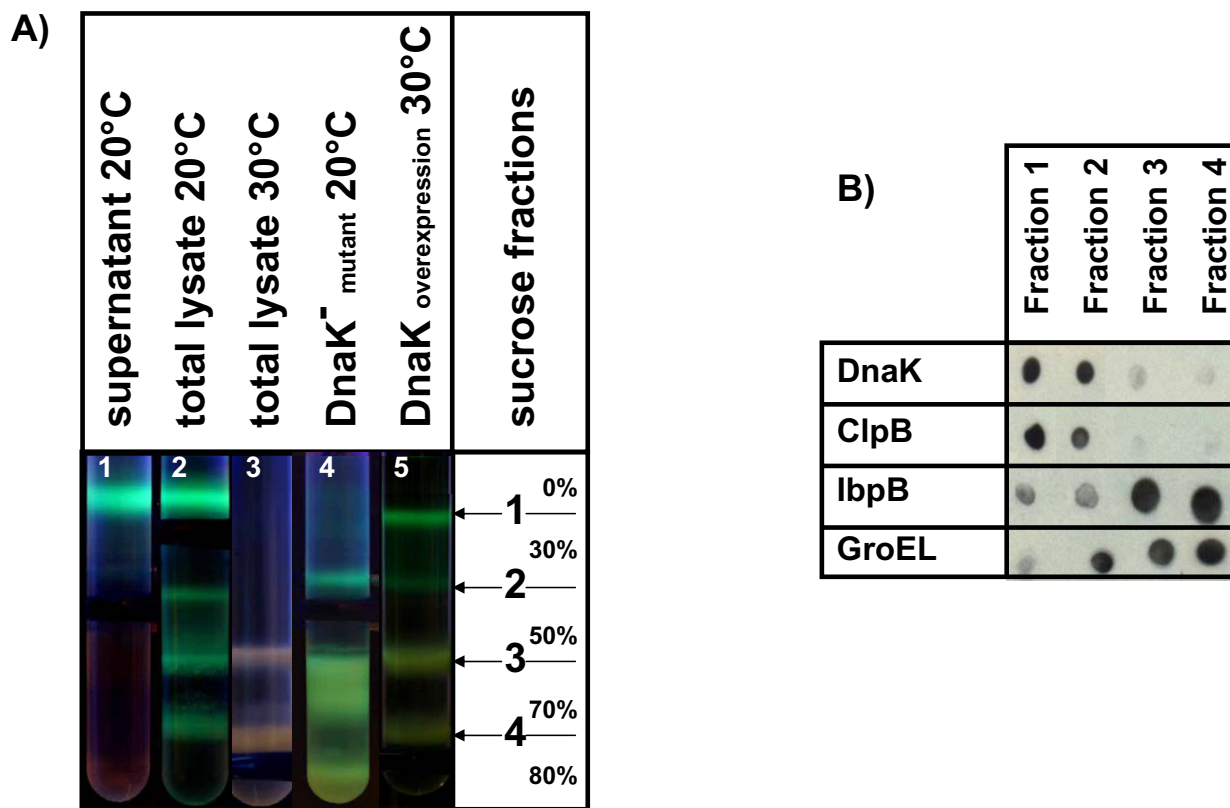 A)
supernatant 20°C
total lysate 20°C
total lysate 30°C
DnaK⁻ mutant 20°C
DnaK overexpression 30°C
sucrose fractions
1
2
3
4
5
0%
1
30%
2
50%
3
70%
4
80%
B)
Fraction 1
Fraction 2
Fraction 3
Fraction 4
DnaK
ClpB
IbpB
GroEL